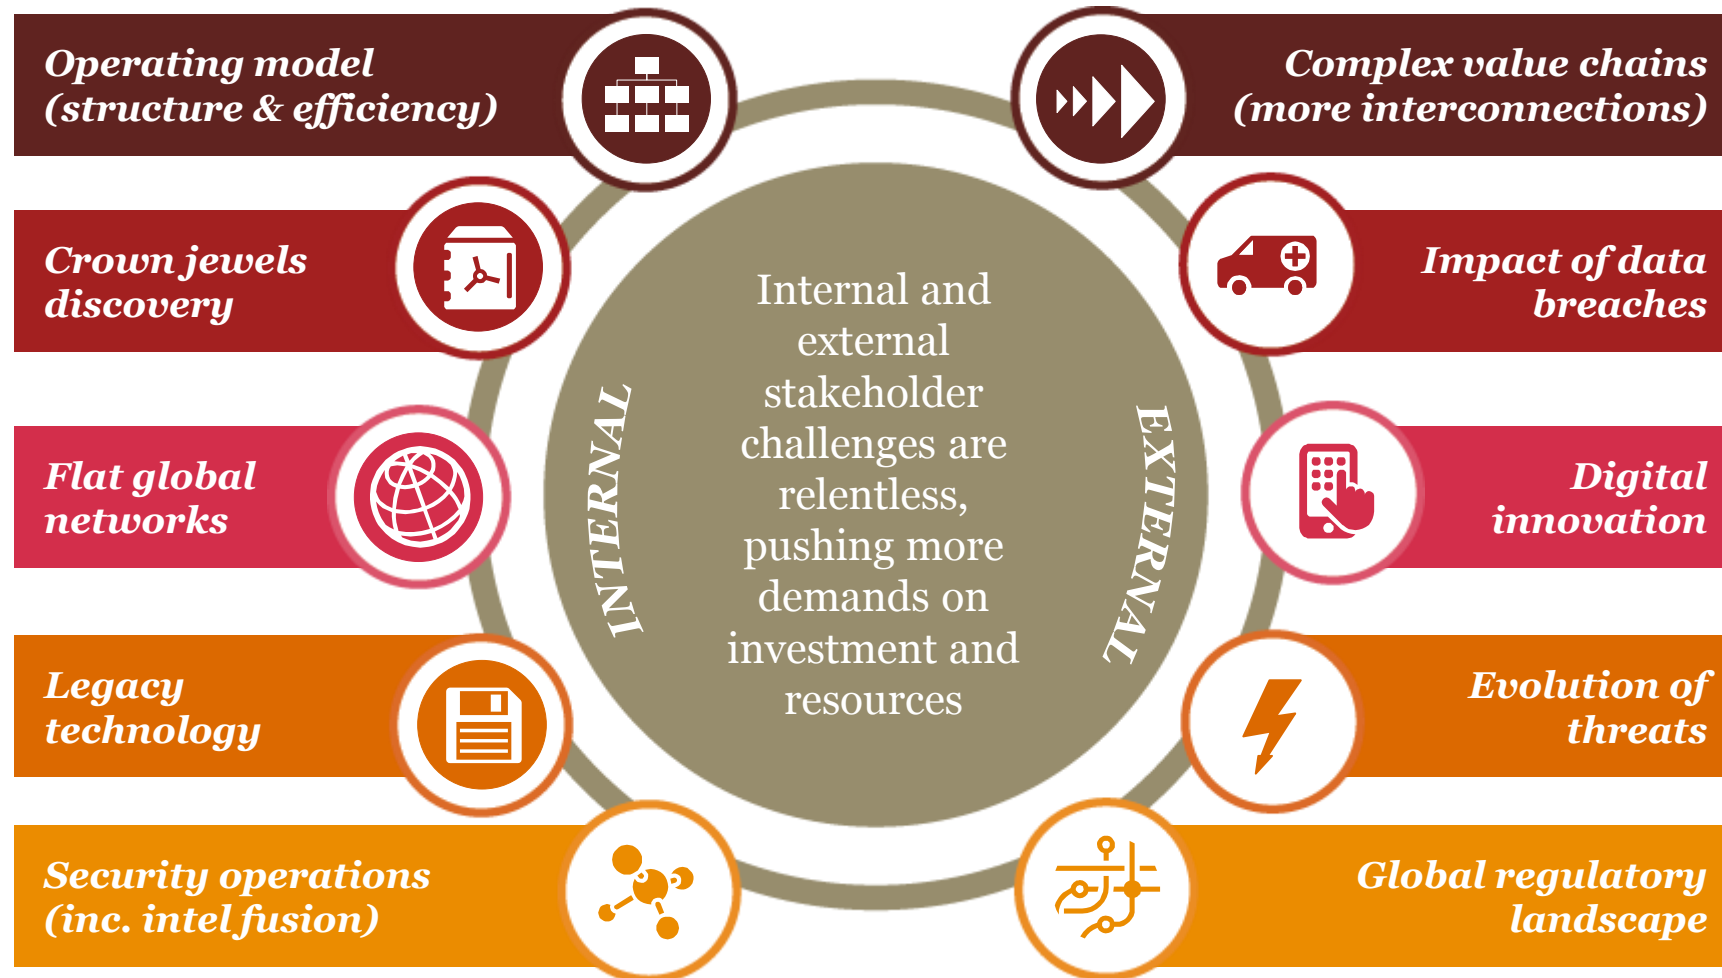 Operating model
(structure & efficiency)
Crown jewels
discovery
Flat global
networks
Legacy
technology
Security operations
(inc. intel fusion)
INTERNAL
Internal and
external
stakeholder
challenges are
relentless,
pushing more
demands on
investment and
resources
EXTERNAL
Complex value chains
(more interconnections)
Impact of data
breaches
Digital
innovation
Evolution of
threats
Global regulatory
landscape